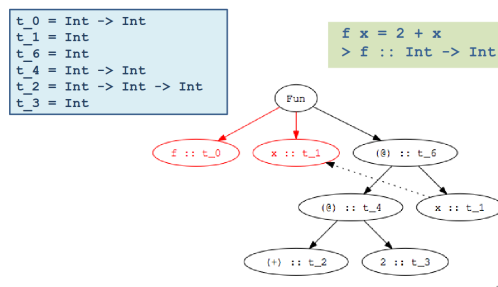 t_0 = Int -> Int
t_1 = Int
t_6 = Int
t_4 = Int -> Int
t_2 = Int -> Int -> Int
t_3 = Int
f x = 2 + x
> f :: Int -> Int
Fun
f :: t_0
x :: t_1
(@) :: t_6
(@) :: t_4
x :: t_1
(+) :: t_2
2 :: t_3